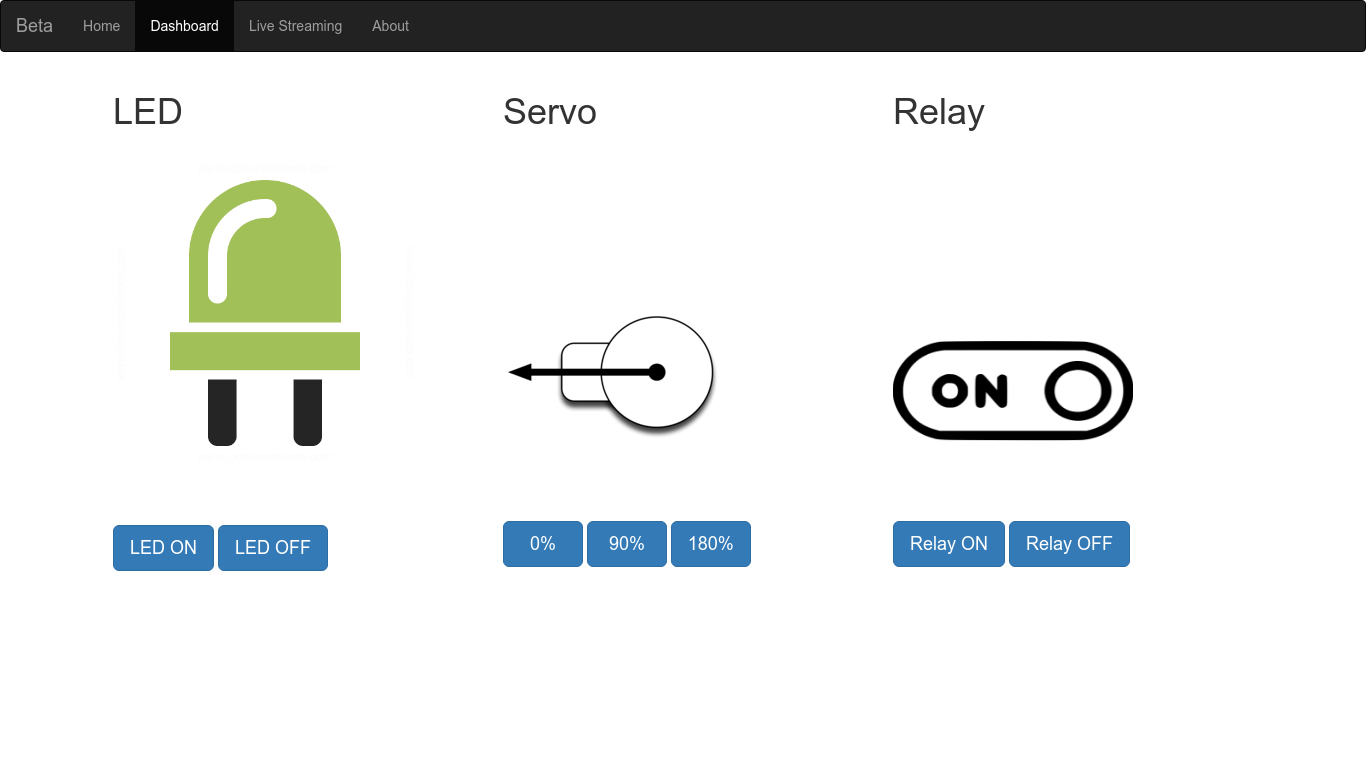 Beta Home Dashboard Live Streaming About
LED Servo Relay
ON
LED ON LED OFF 0% 90% 180% Relay ON Relay OFF